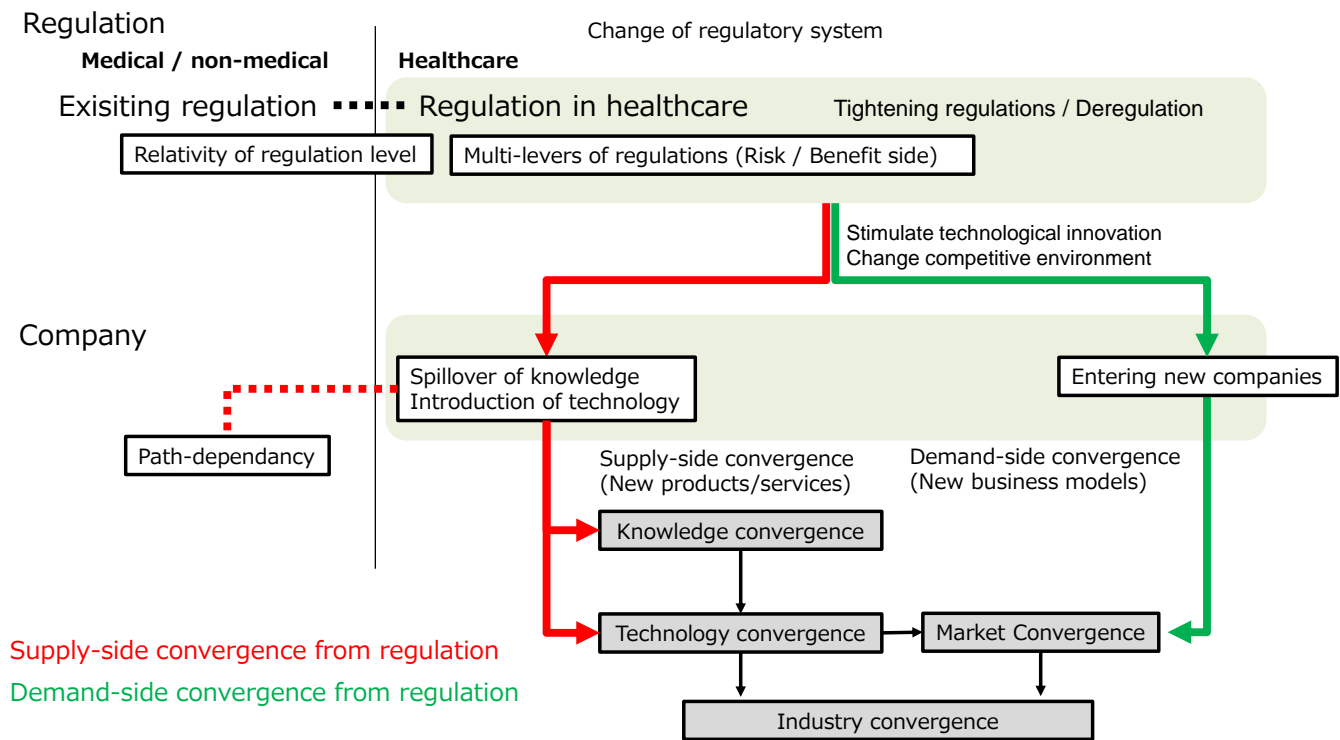 Regulation
Change of regulatory system
Medical / non-medical
Healthcare
Exisiting regulation
Regulation in healthcare
Tightening regulations / Deregulation
Relativity of regulation level
Multi-levers of regulations (Risk / Benefit side)
Stimulate technological innovation
Change competitive environment
Company
Spillover of knowledge
Introduction of technology
Entering new companies
Path-dependancy
Supply-side convergence
(New products/services)
Demand-side convergence
(New business models)
Knowledge convergence
Technology convergence
Market Convergence
Supply-side convergence from regulation
Demand-side convergence from regulation
Industry convergence